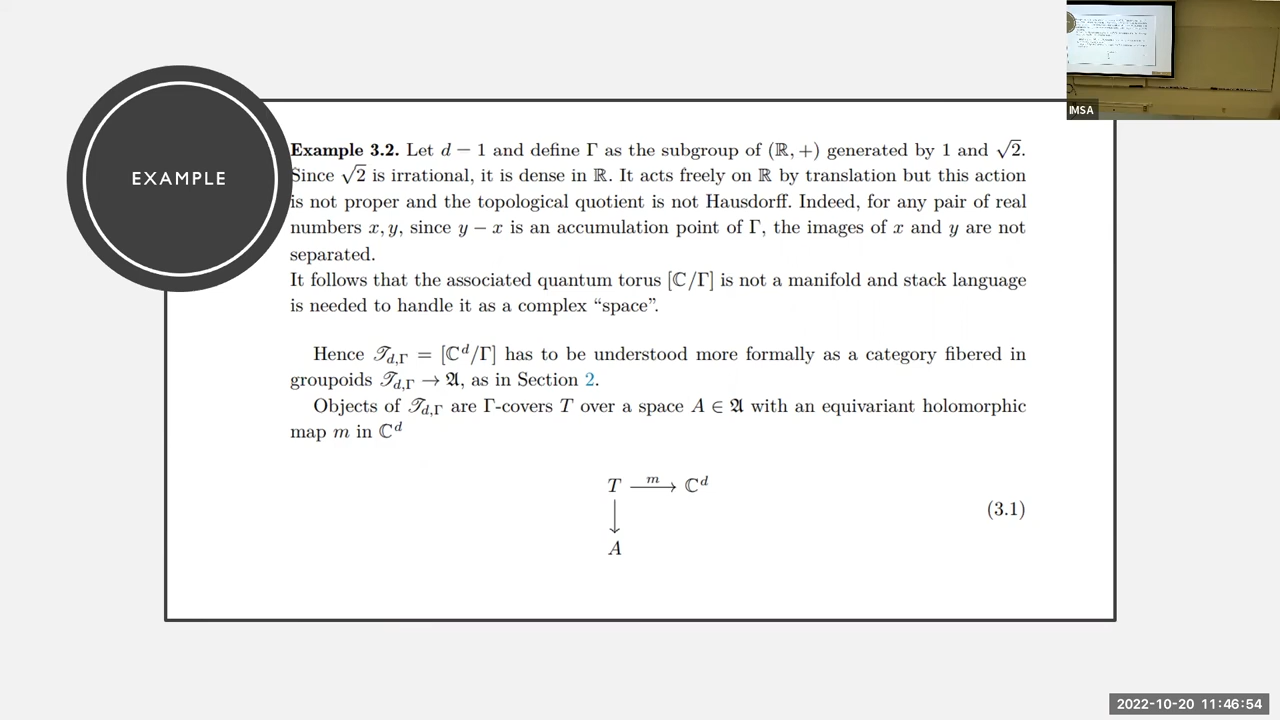 EXAMPLE
Example 3.2. Let d − 1 and define Γ as the subgroup of (ℝ, +) generated by 1 and √2.
Since √2 is irrational, it is dense in ℝ. It acts freely on ℝ by translation but this action
is not proper and the topological quotient is not Hausdorff. Indeed, for any pair of real
numbers x, y, since y − x is an accumulation point of Γ, the images of x and y are not
separated.
It follows that the associated quantum torus [ℂ/Γ] is not a manifold and stack language
is needed to handle it as a complex “space”.
Hence 𝒯d,Γ = [ℂᵈ/Γ] has to be understood more formally as a category fibered in
groupoids 𝒯d,Γ → 𝔄, as in Section 2.
Objects of 𝒯d,Γ are Γ-covers T over a space A ∈ 𝔄 with an equivariant holomorphic
map m in ℂᵈ
T m→ ℂᵈ
(3.1)
A
IMSA
2022-10-20 11:46:54